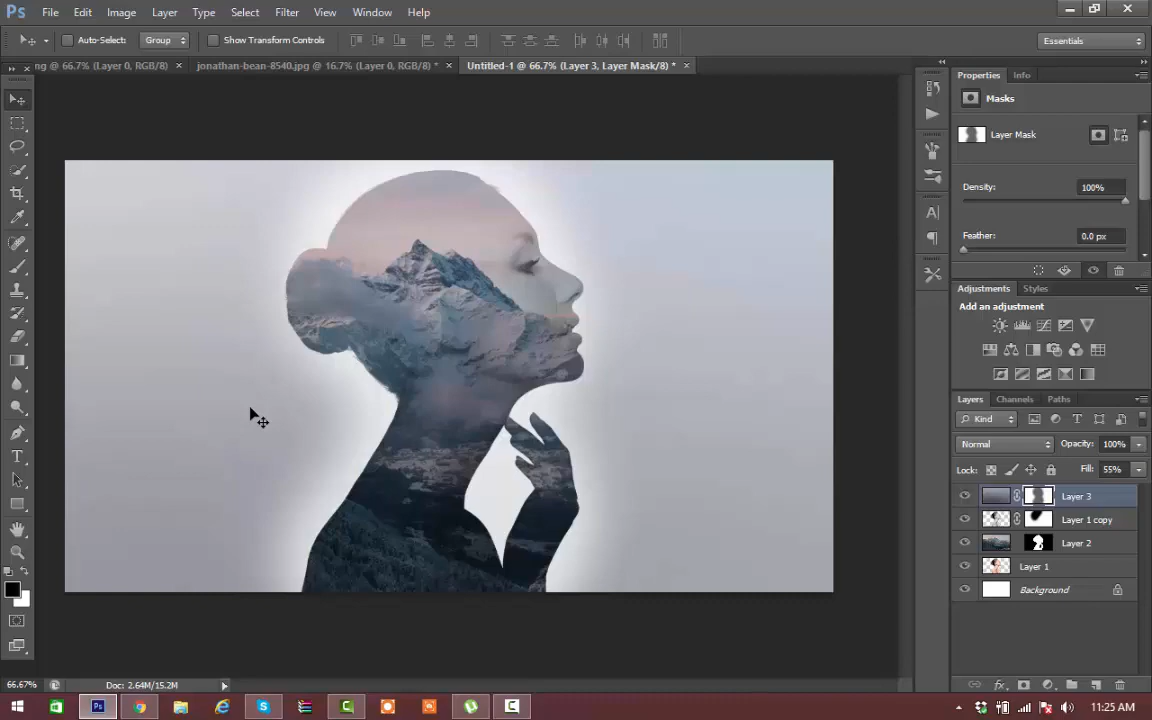 Ps File Edit Image Layer Type Select Filter View Window Help
Auto-Select: Group Show Transform Controls Essentials
ng @ 66.7% (Layer 0, RGB/8) × jonathan-bean-8540.jpg @ 16.7% (Layer 0, RGB/8) * × Untitled-1 @ 66.7% (Layer 3, Layer Mask/8) * ×
Properties Info
Masks
Layer Mask
Density: 100%
Feather: 0.0 px
Adjustments Styles
Add an adjustment
Layers Channels Paths
Kind
Normal Opacity: 100%
Lock: Fill: 55%
Layer 3
Layer 1 copy
Layer 2
Layer 1
Background
66.67% Doc: 2.64M/15.2M
11:25 AM